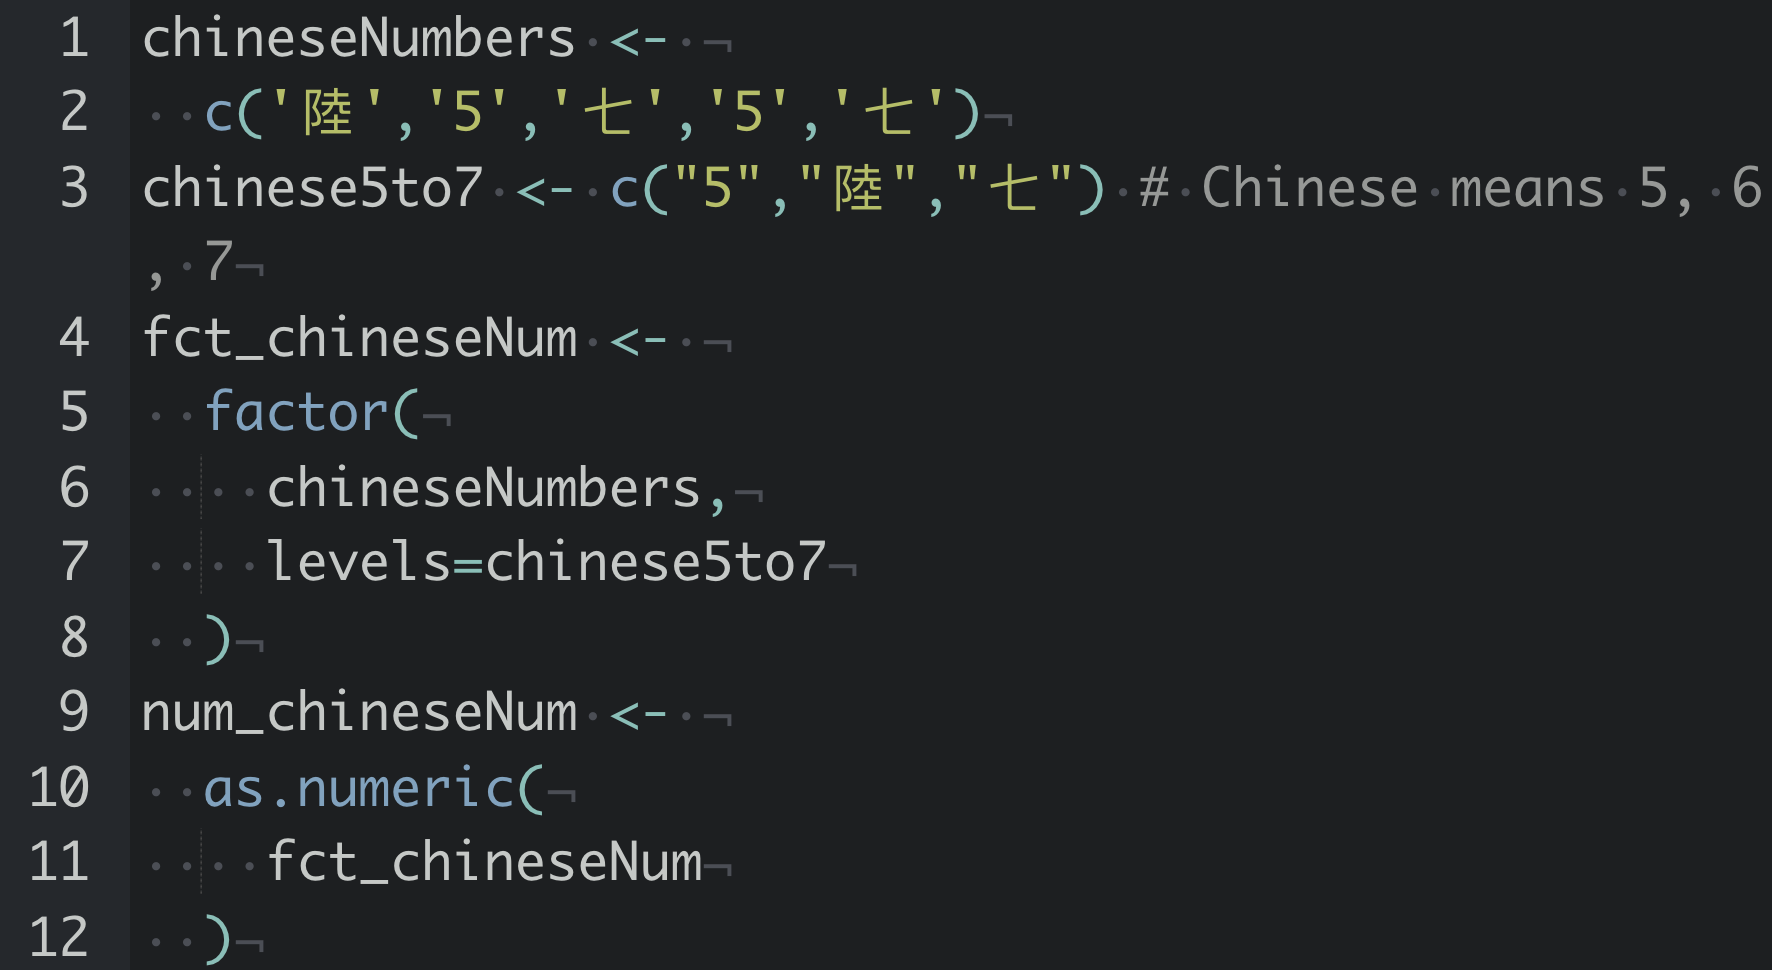 1 chineseNumbers <-
2 c('陸','5','七','5','七')
3 chinese5to7 <- c("5","陸","七") # Chinese means 5, 6
, 7
4 fct_chineseNum <-
5 factor(
6 chineseNumbers,
7 levels=chinese5to7
8 )
9 num_chineseNum <-
10 as.numeric(
11 fct_chineseNum
12 )